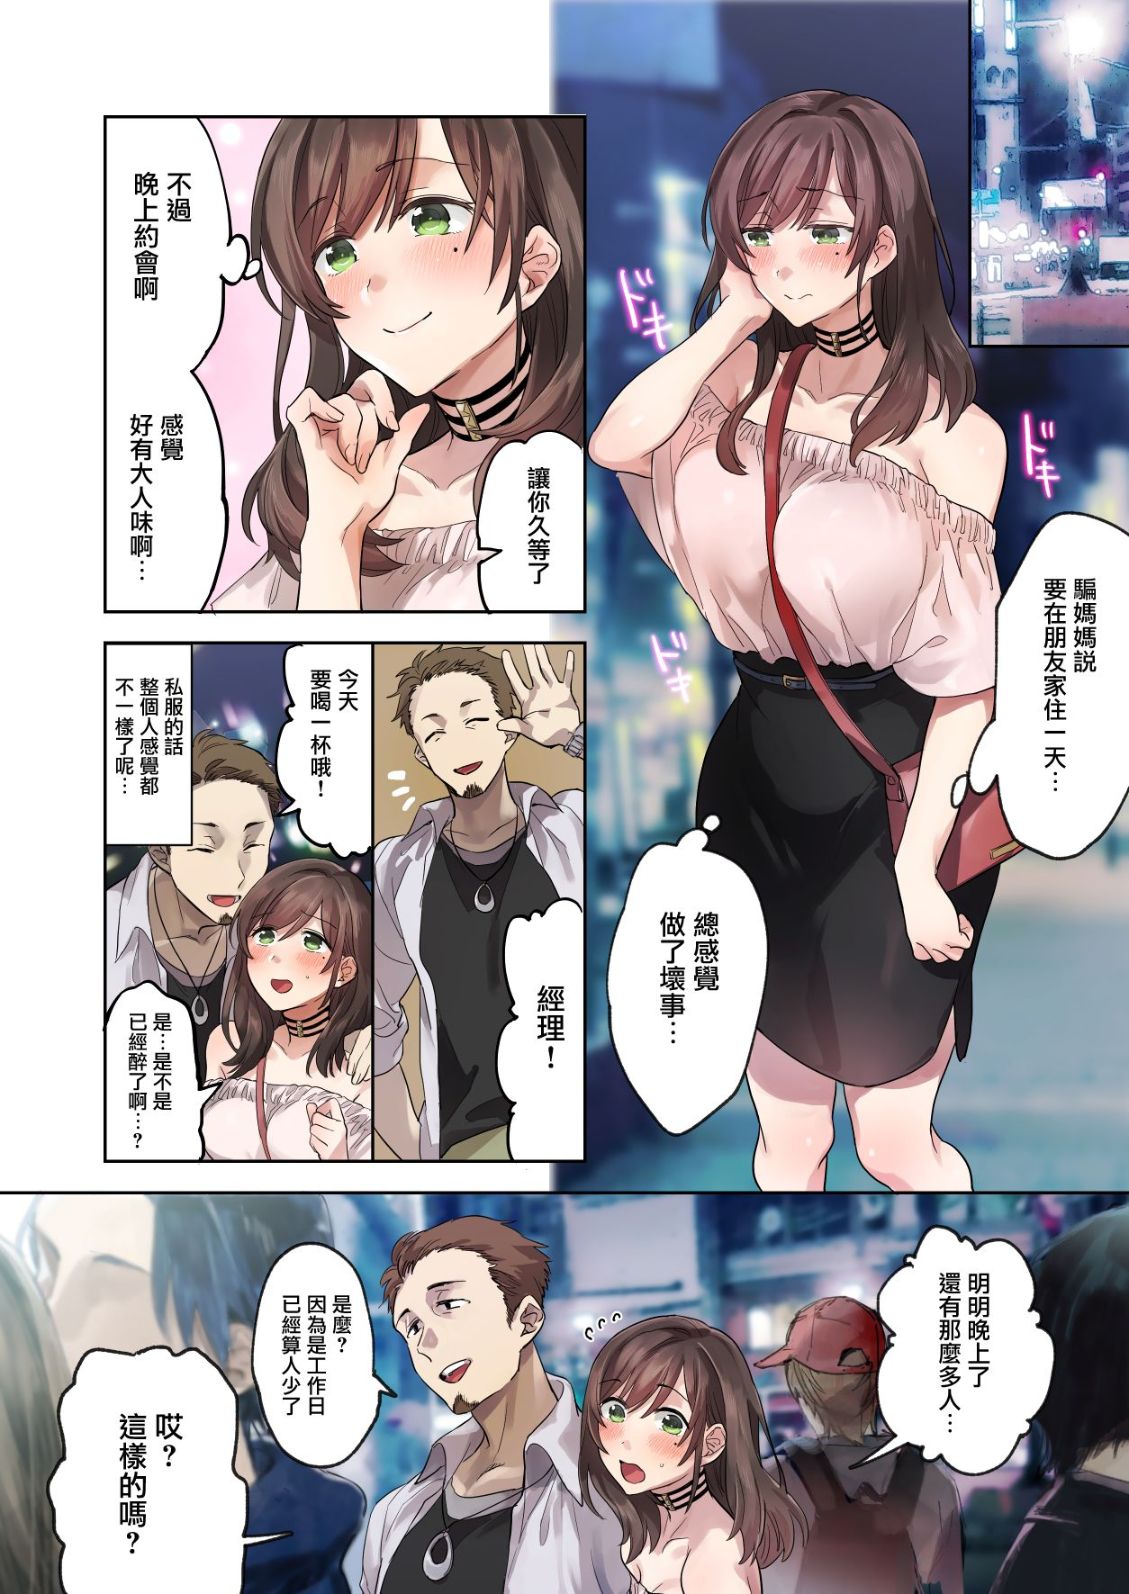 騙媽媽說
要在朋友家住一天…
總感覺
做了壞事…
ドキ
ドキ
ドキ
不過
晚上約會啊
感覺
好有大人味啊…
讓你久等了
經理！
今天
要喝一杯哦！
私服的話
整個人感覺都
不一樣了呢…
是…是不是
已經醉了啊…？
明明晚上了
還有那麼多人…
是麼？
因為是工作日
已經算人少了
哎？
這樣的嗎？